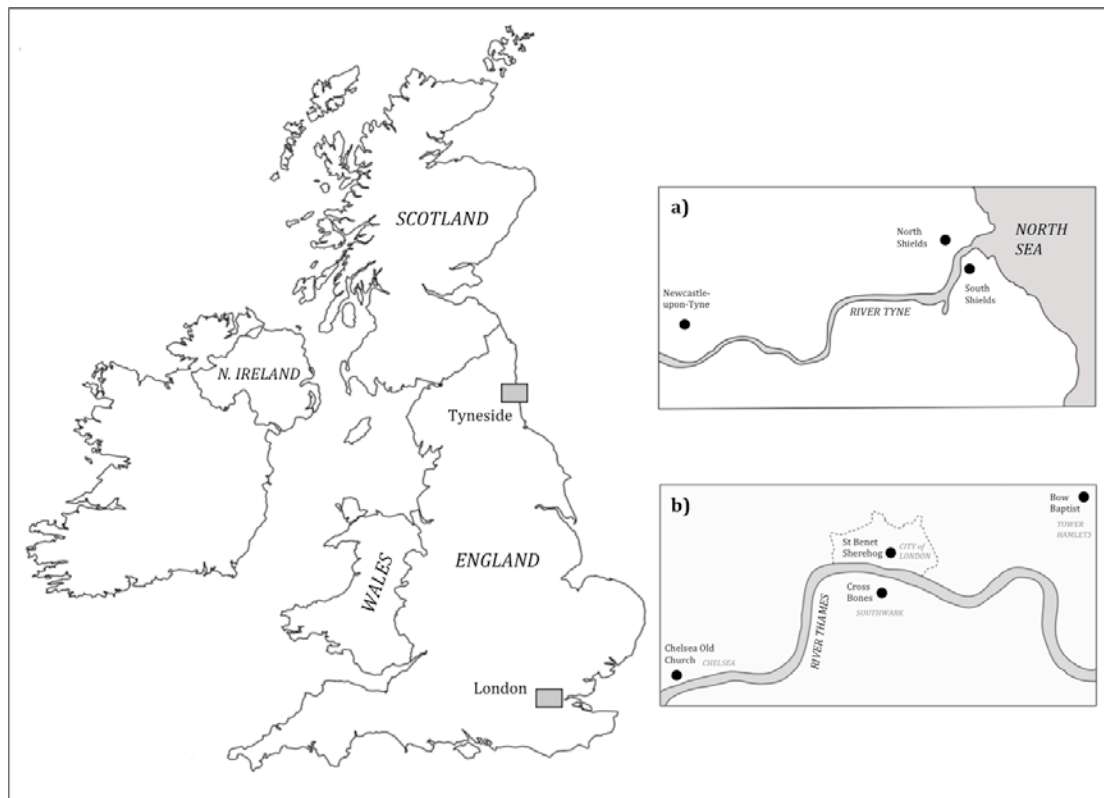 SCOTLAND
N. IRELAND
Tyneside
ENGLAND
WALES
London
a)
North
Shields
NORTH
SEA
South
Shields
Newcastle-
upon-Tyne
RIVER TYNE
b)
Bow
Baptist
TOWER
HAMLETS
St Benet
Sherehog
CITY of
LONDON
Cross
Bones
SOUTHWARK
RIVER THAMES
Chelsea Old
Church
CHELSEA